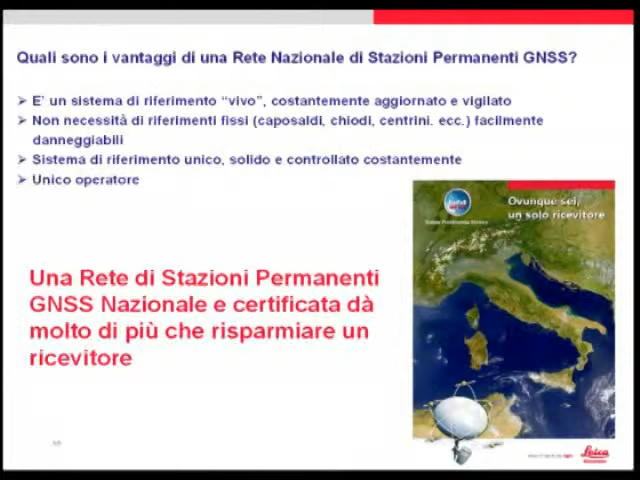 Quali sono i vantaggi di una Rete Nazionale di Stazioni Permanenti GNSS?
E' un sistema di riferimento "vivo", costantemente aggiornato e vigilato
Non necessità di riferimenti fissi (caposaldi, chiodi, centrini. ecc.) facilmente
danneggiabili
Sistema di riferimento unico, solido e controllato costantemente
Unico operatore
Ovunque sei,
un solo ricevitore
Una Rete di Stazioni Permanenti
GNSS Nazionale e certificata dà
molto di più che risparmiare un
ricevitore
Leica